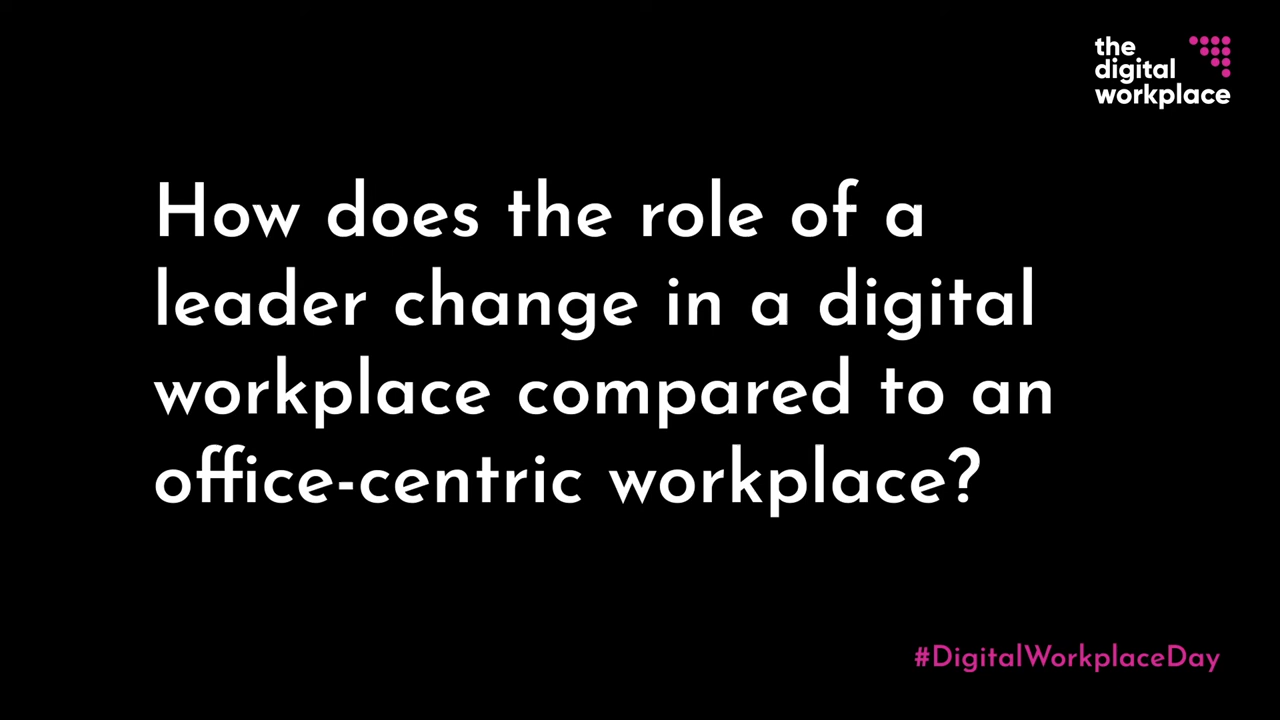 the
digital
workplace
How does the role of a
leader change in a digital
workplace compared to an
office-centric workplace?
#DigitalWorkplaceDay